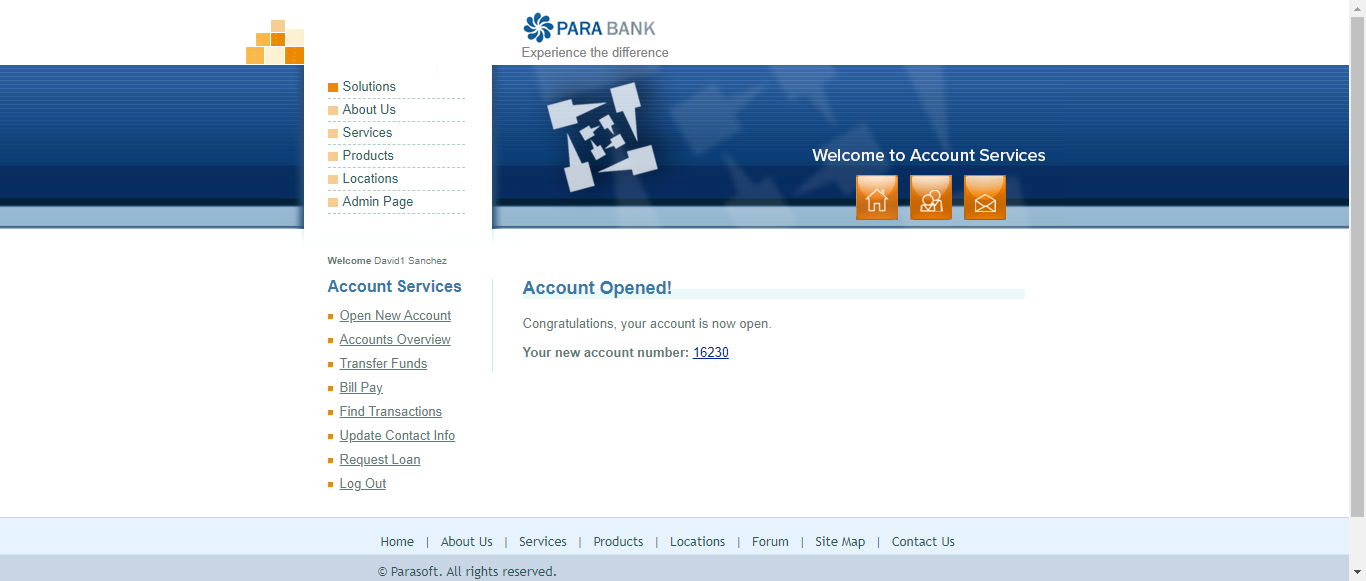 PARA BANK
Experience the difference
Solutions
About Us
Services
Products
Locations
Admin Page
Welcome to Account Services
Welcome David1 Sanchez
Account Services
Open New Account
Accounts Overview
Transfer Funds
Bill Pay
Find Transactions
Update Contact Info
Request Loan
Log Out
Account Opened!
Congratulations, your account is now open.
Your new account number: 16230
Home | About Us | Services | Products | Locations | Forum | Site Map | Contact Us
© Parasoft. All rights reserved.